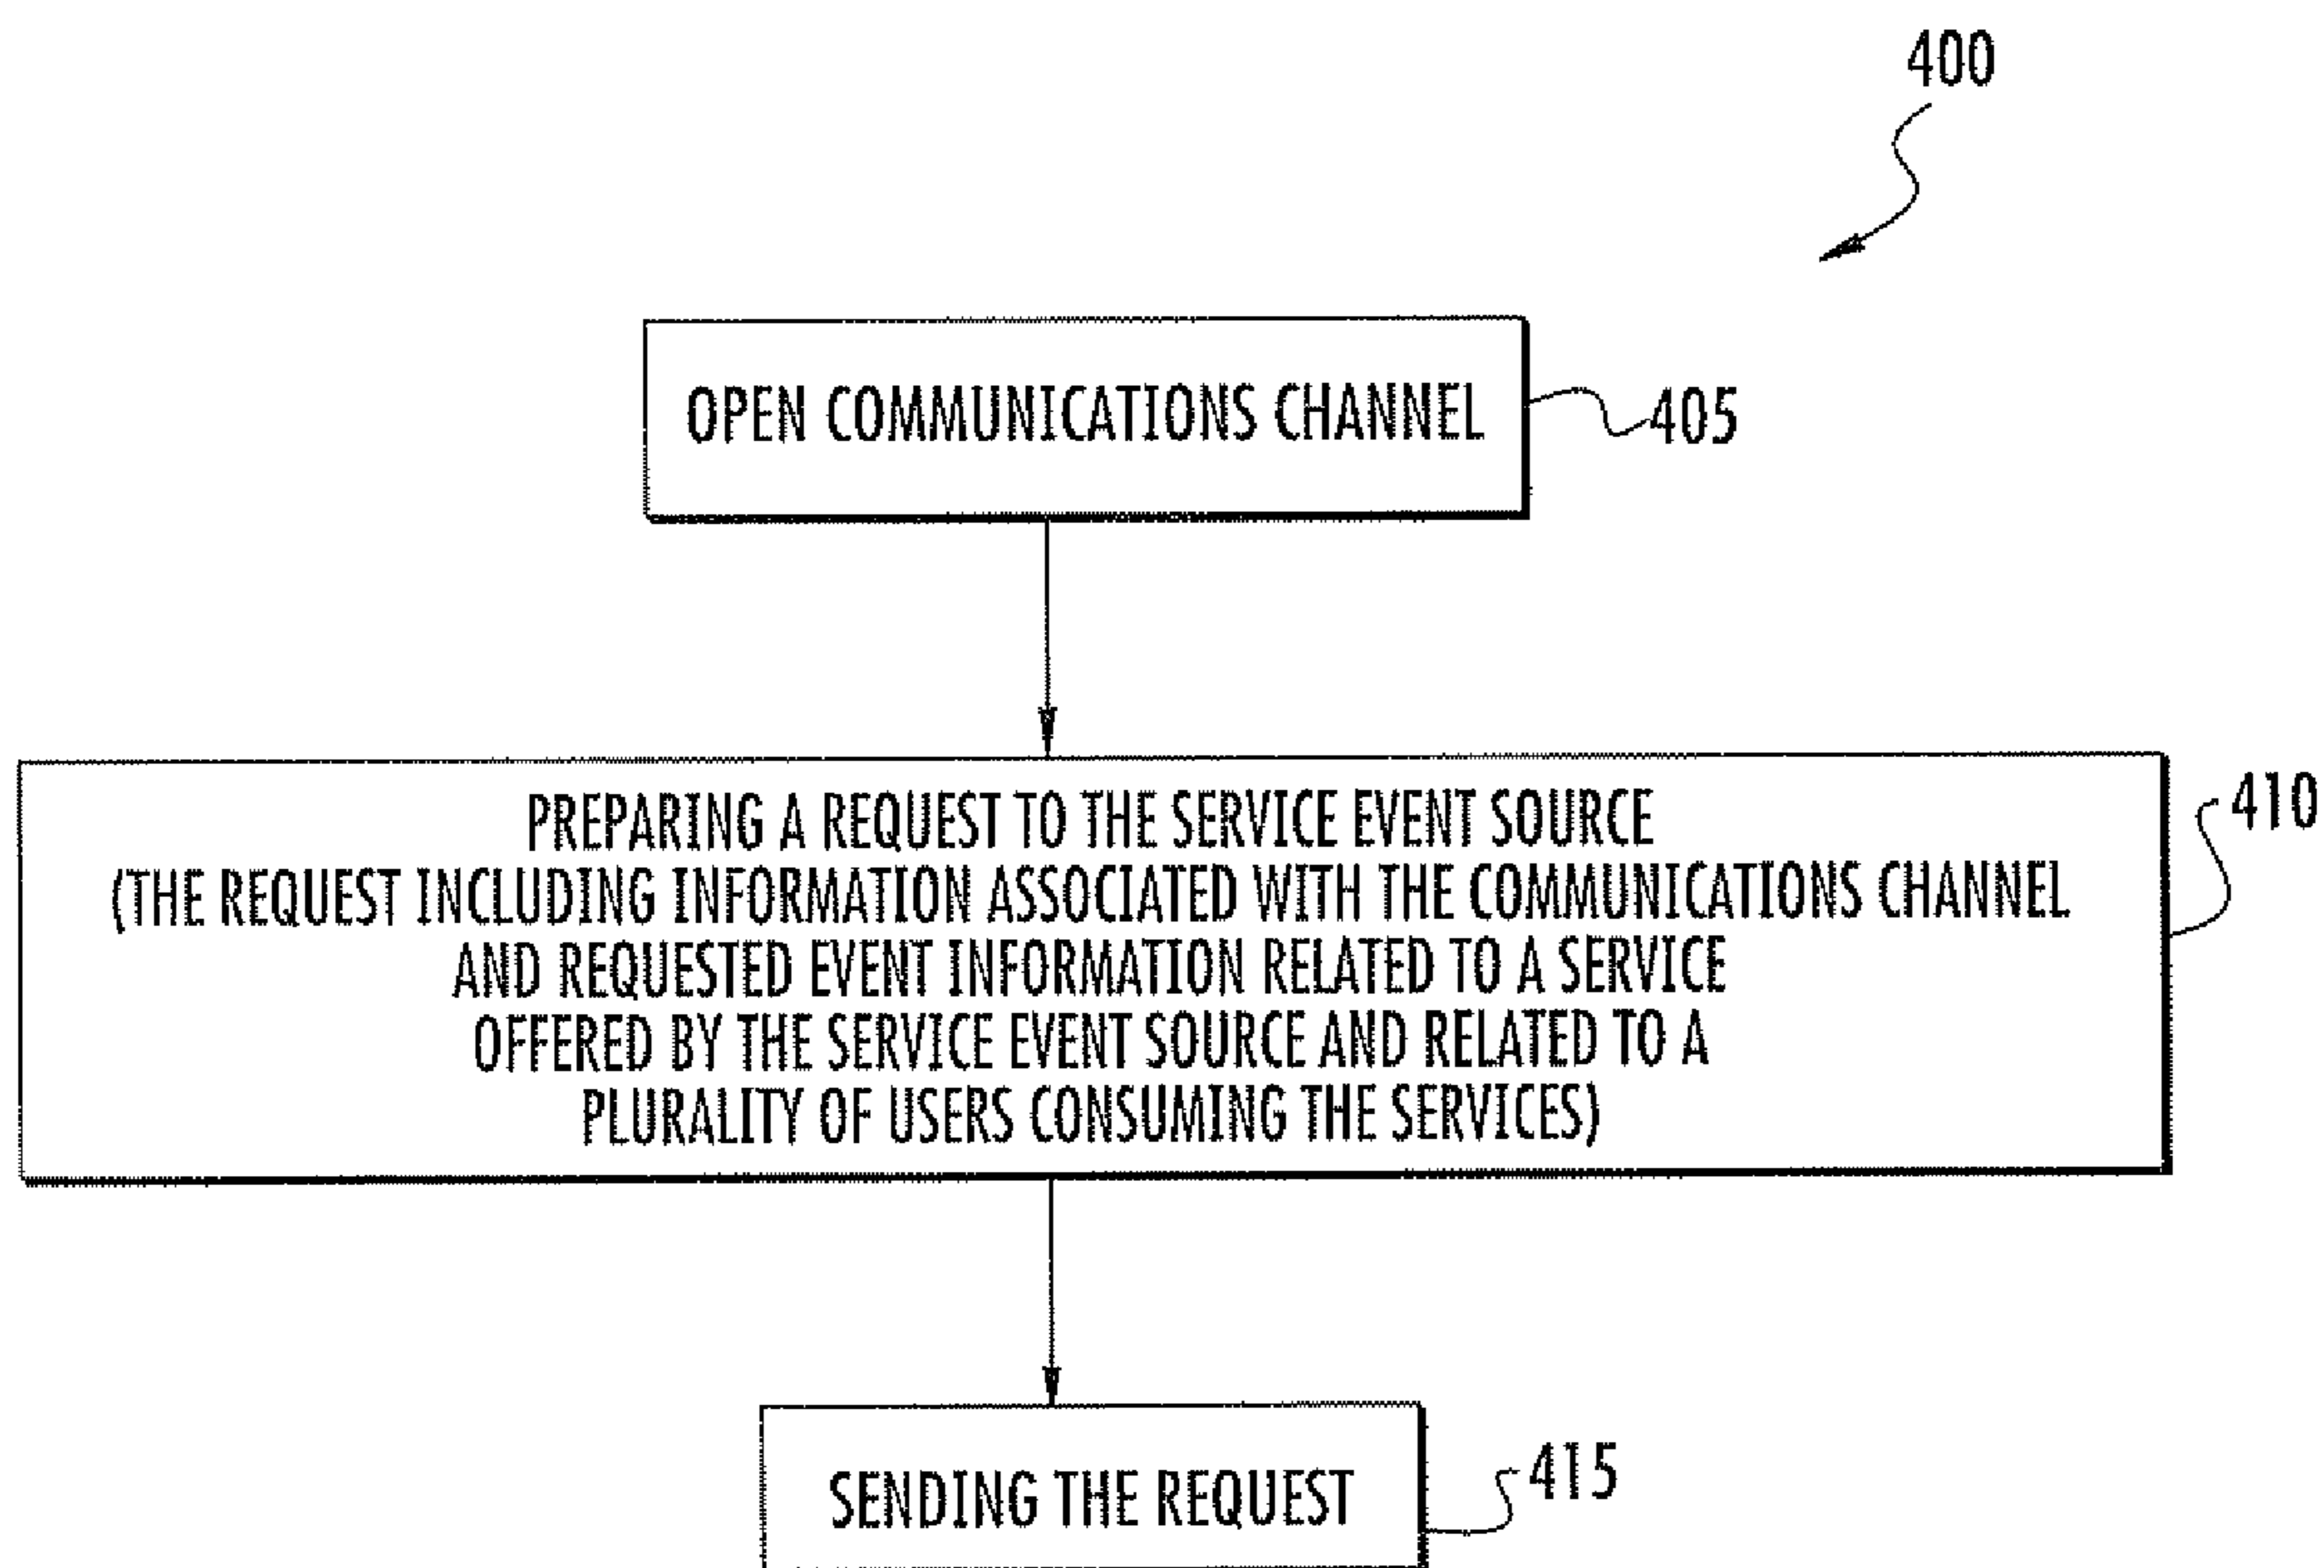 400
OPEN COMMUNICATIONS CHANNEL
405
PREPARING A REQUEST TO THE SERVICE EVENT SOURCE
(THE REQUEST INCLUDING INFORMATION ASSOCIATED WITH THE COMMUNICATIONS CHANNEL
AND REQUESTED EVENT INFORMATION RELATED TO A SERVICE
OFFERED BY THE SERVICE EVENT SOURCE AND RELATED TO A
PLURALITY OF USERS CONSUMING THE SERVICES)
410
SENDING THE REQUEST
415